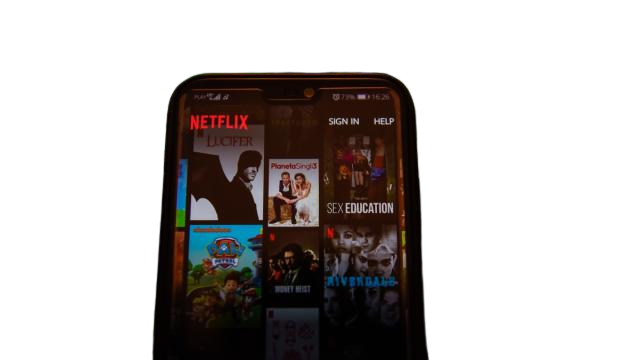 PLAY
73% 16:26
NETFLIX
SIGN IN HELP
LUCIFER
PlanetaSingli3
SEX EDUCATION
nickelodeon
PAW
PATROL
N
MONEY HEIST
N
RIVERDALE